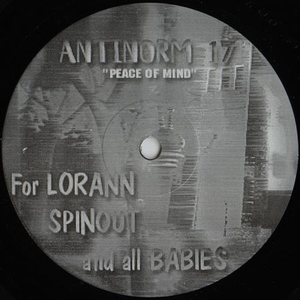 ANTINORM 17
"PEACE OF MIND"
For LORANN
SPINOUT
and all BABIES